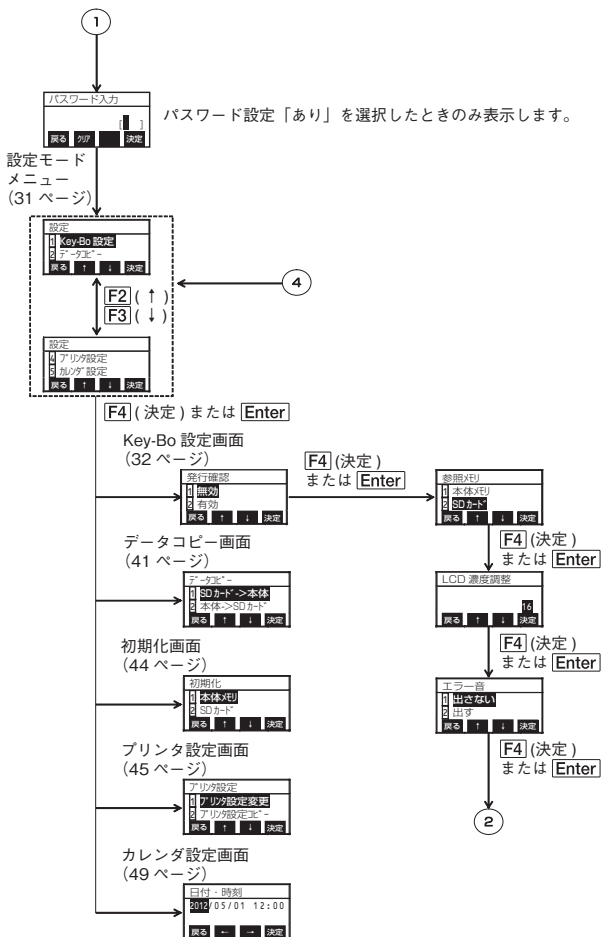 1
パスワード入力
[ ]
戻る クリア 決定
パスワード設定「あり」を選択したときのみ表示します。
設定モード
メニュー
(31 ページ)
設定
1 Key-Bo 設定
2 データコピー
戻る ↑ ↓ 決定
4
F2 ( ↑ )
F3 ( ↓ )
設定
4 プリンタ設定
5 カレンダ設定
戻る ↑ ↓ 決定
F4 ( 決定 ) または Enter
Key-Bo 設定画面
(32 ページ)
発行確認
1 無効
2 有効
戻る ↑ ↓ 決定
F4 (決定 )
または Enter
参照メモリ
1 本体メモリ
2 SDカード
戻る ↑ ↓ 決定
F4 (決定)
または Enter
データコピー画面
(41 ページ)
データコピー
1 SDカード->本体
2 本体->SDカード
戻る ↑ ↓ 決定
LCD 濃度調整
16
戻る ↑ ↓ 決定
F4 (決定)
または Enter
初期化画面
(44 ページ)
初期化
1 本体メモリ
2 SDカード
戻る ↑ ↓ 決定
エラー音
1 出さない
2 出す
戻る ↑ ↓ 決定
F4 (決定)
または Enter
2
プリンタ設定画面
(45 ページ)
プリンタ設定
1 プリンタ設定変更
2 プリンタ設定コピー
戻る ↑ ↓ 決定
カレンダ設定画面
(49 ページ)
日付・時刻
2012/05/01 12:00
戻る ← → 決定